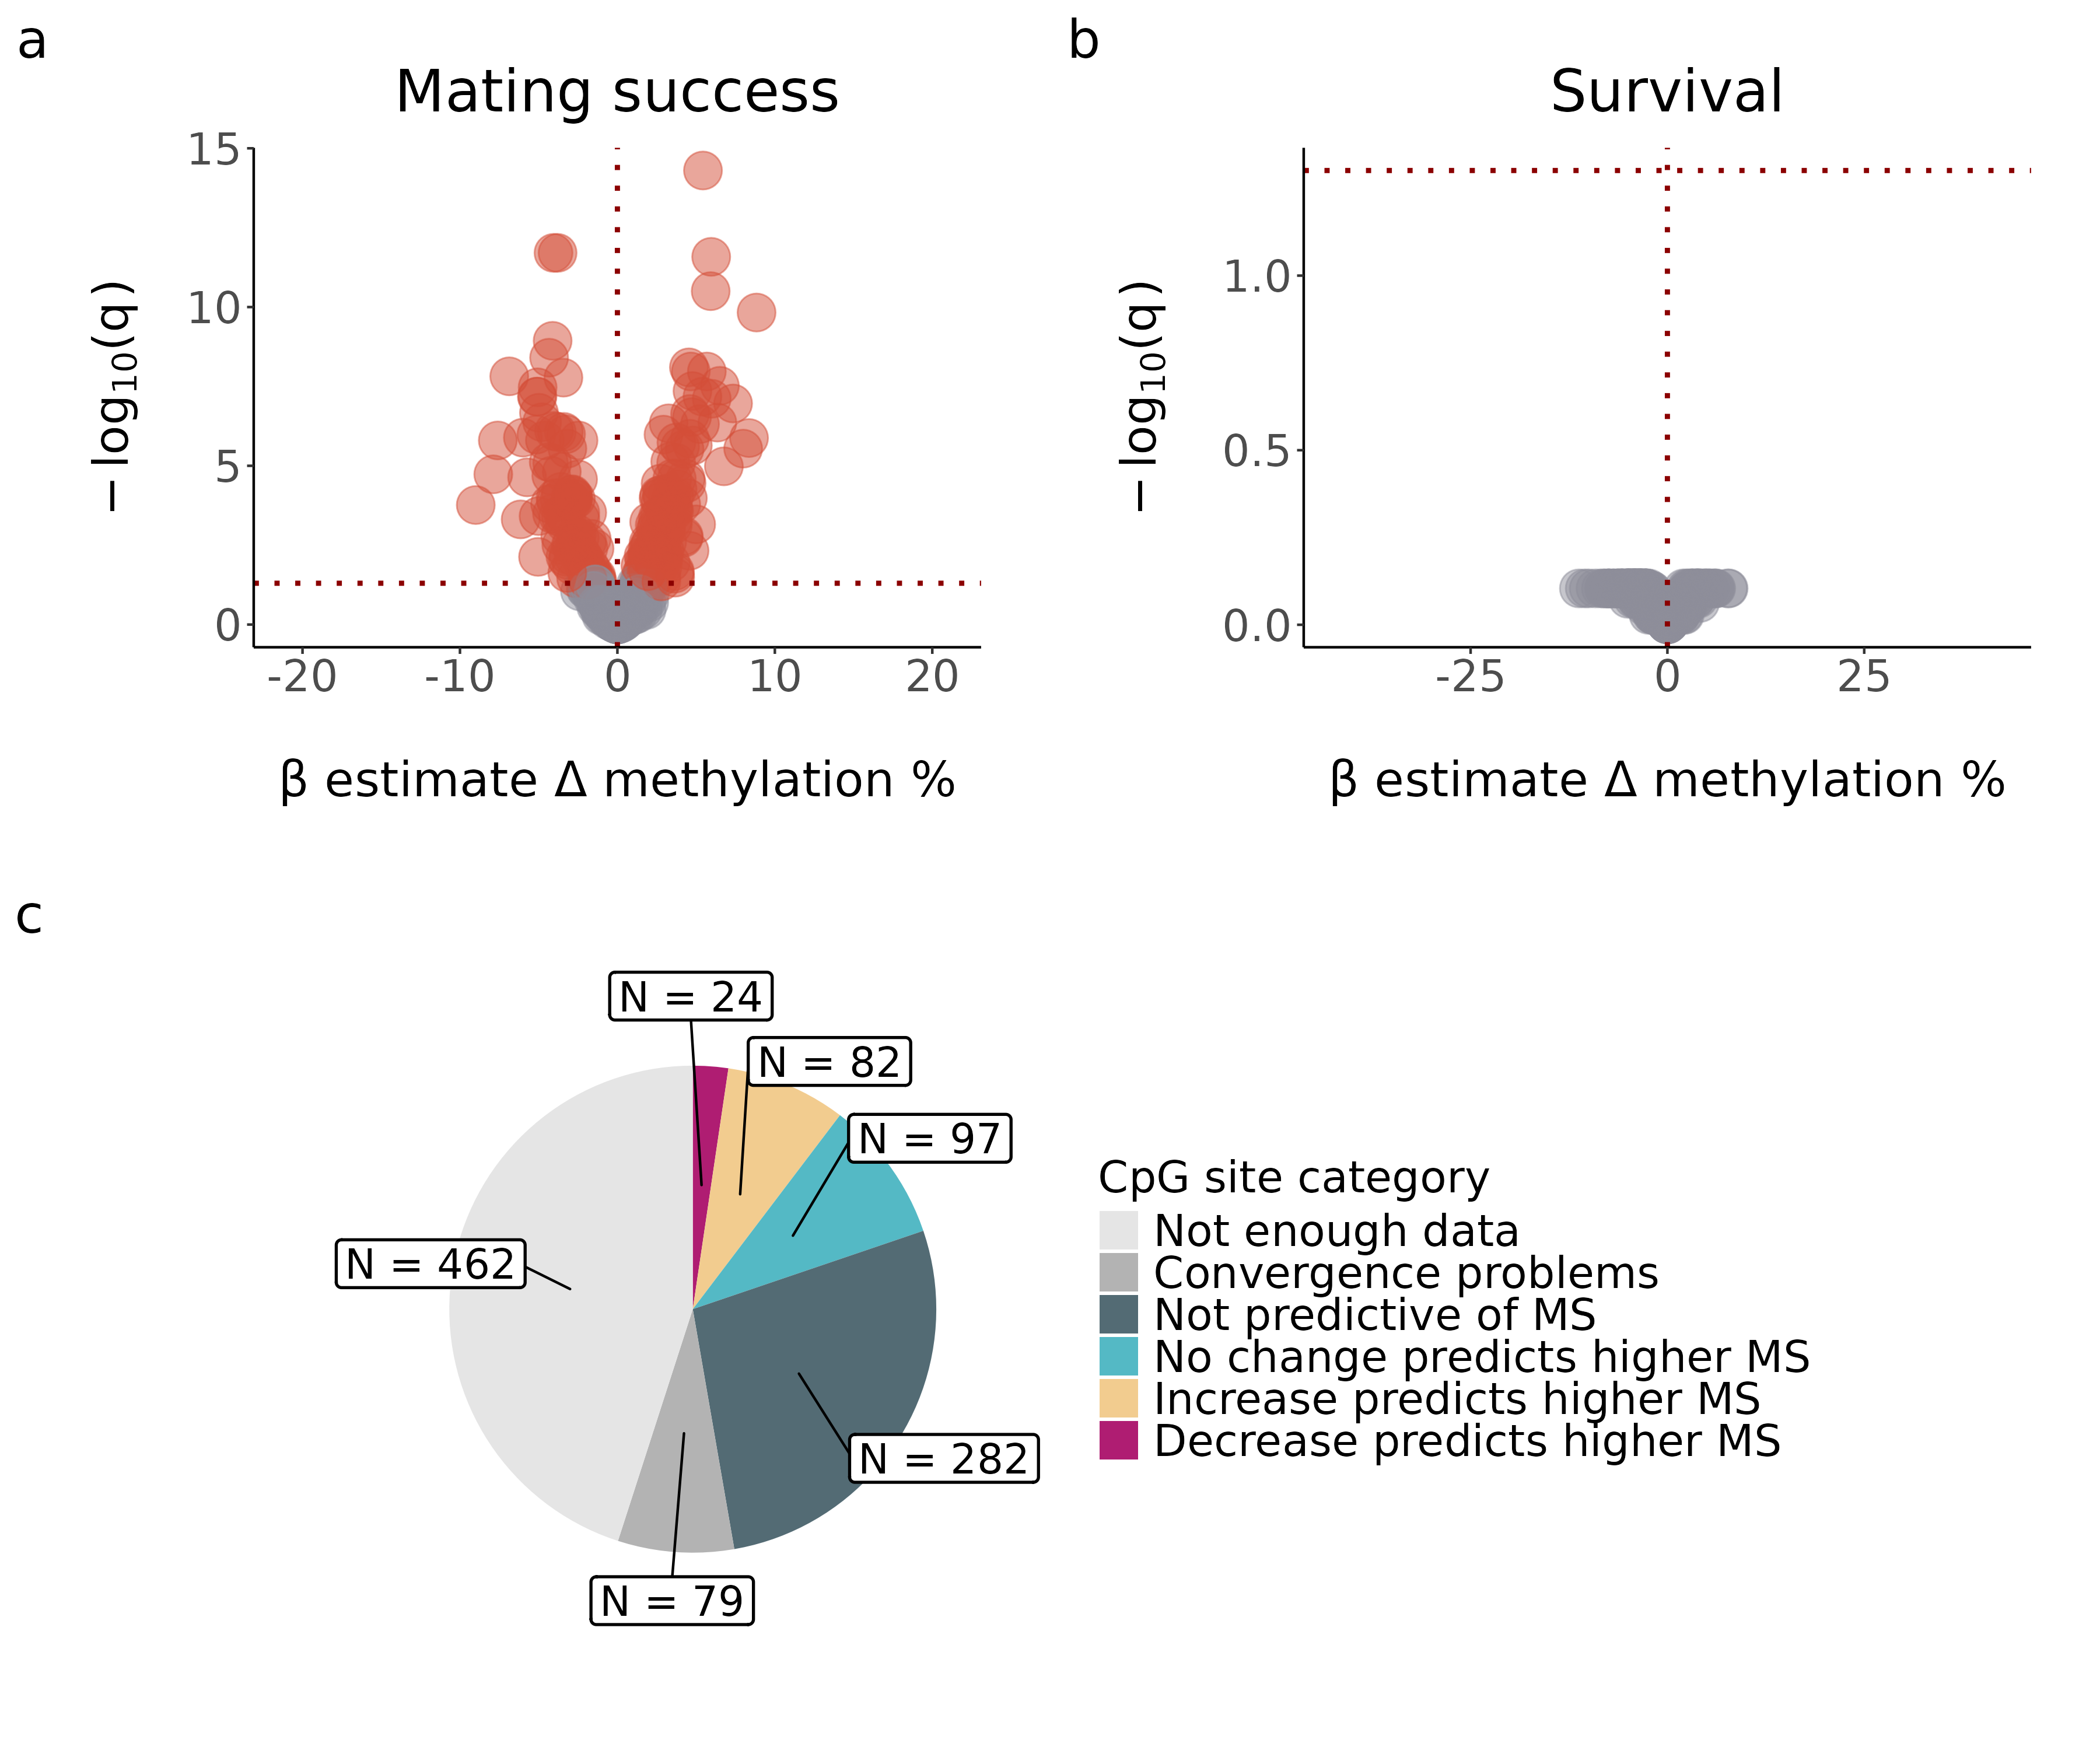 a
Mating success
− log10(q)
15
10
5
0
-20 -10 0 10 20
β estimate Δ methylation %
b
Survival
− log10(q)
1.0
0.5
0.0
-25 0 25
β estimate Δ methylation %
c
N = 24
N = 82
N = 97
N = 462
N = 282
N = 79
CpG site category
Not enough data
Convergence problems
Not predictive of MS
No change predicts higher MS
Increase predicts higher MS
Decrease predicts higher MS